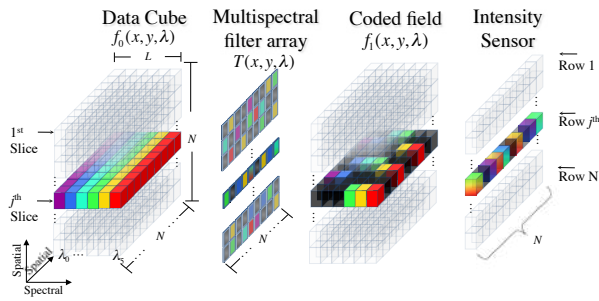 Data Cube
f₀(x, y, λ)
L
Multispectral
filter array
T(x, y, λ)
Coded field
f₁(x, y, λ)
Intensity
Sensor
1st
Slice
jth
Slice
N
N
N
Row 1
Row jth
Row N
N
Spatial
Spatial
Spectral
λ₀ ... λ₅